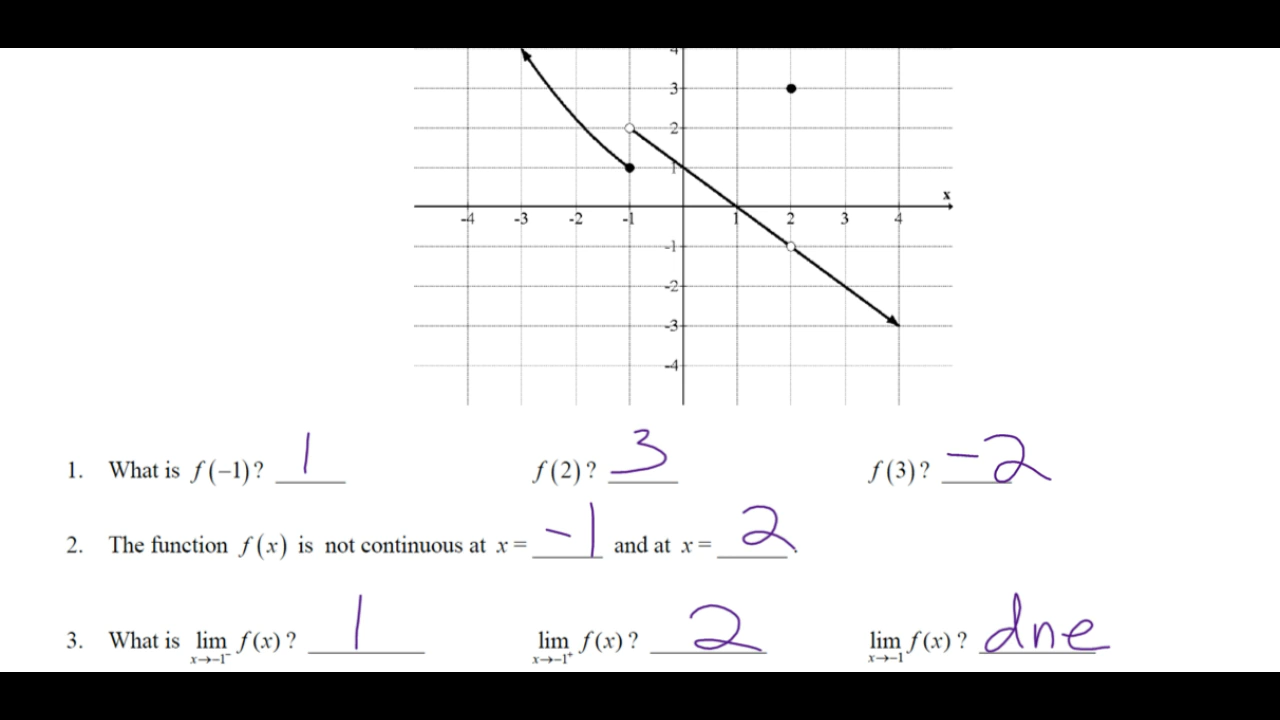 4
3
2
1
x
-4 -3 -2 -1 1 2 3 4
-1
-2
-3
-4
1. What is f(−1)? 1 f(2)? 3 f(3)? −2
2. The function f(x) is not continuous at x = −1 and at x = 2.
3. What is lim x→−1⁻ f(x)? 1 lim x→−1⁺ f(x)? 2 lim x→−1 f(x)? dne